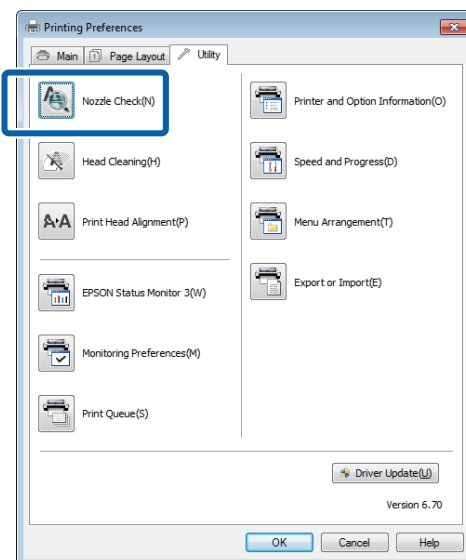 Printing Preferences
Main
Page Layout
Utility
Nozzle Check(N)
Head Cleaning(H)
Print Head Alignment(P)
EPSON Status Monitor 3(W)
Monitoring Preferences(M)
Print Queue(S)
Printer and Option Information(O)
Speed and Progress(D)
Menu Arrangement(T)
Export or Import(E)
Driver Update(U)
Version 6.70
OK
Cancel
Help